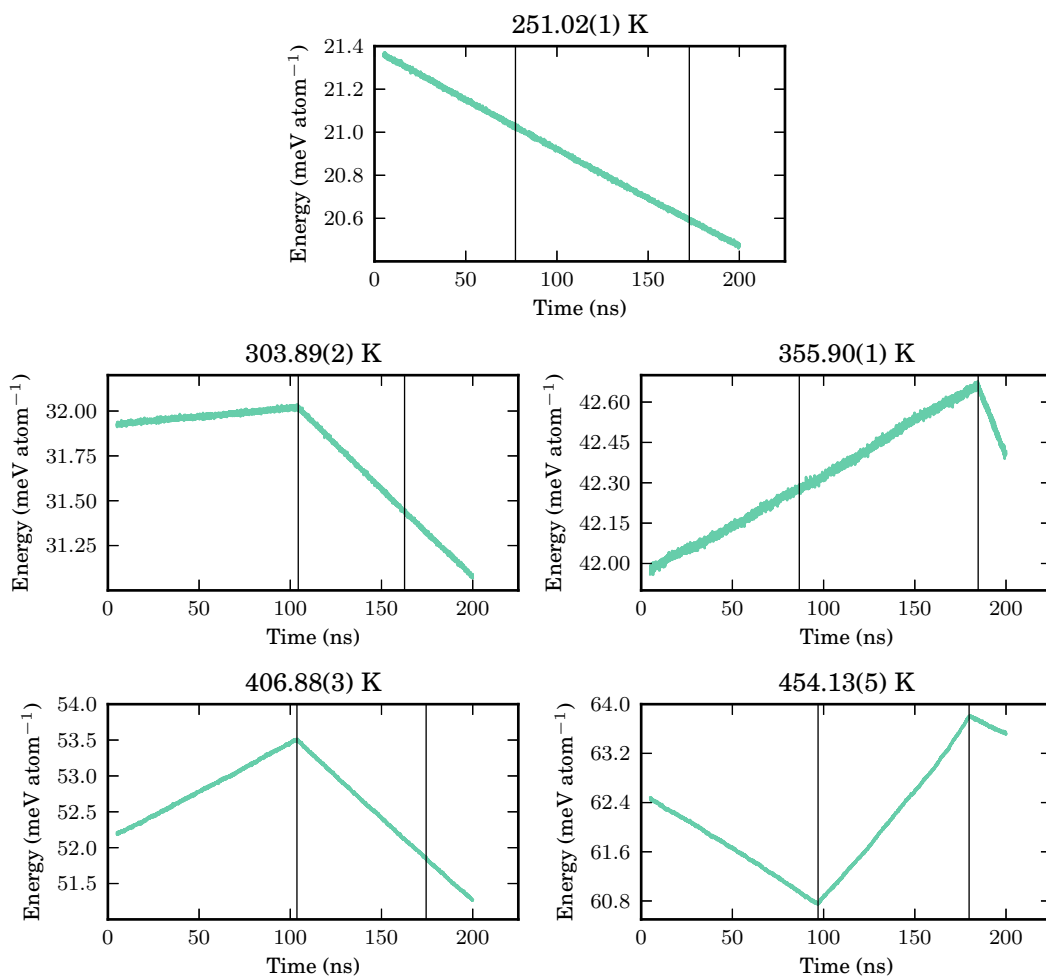 251.02(1) K
Energy (meV atom⁻¹)
21.4
21.2
21.0
20.8
20.6
0 50 100 150 200
Time (ns)
303.89(2) K
Energy (meV atom⁻¹)
32.00
31.75
31.50
31.25
0 50 100 150 200
Time (ns)
355.90(1) K
Energy (meV atom⁻¹)
42.60
42.45
42.30
42.15
42.00
0 50 100 150 200
Time (ns)
406.88(3) K
Energy (meV atom⁻¹)
54.0
53.5
53.0
52.5
52.0
51.5
0 50 100 150 200
Time (ns)
454.13(5) K
Energy (meV atom⁻¹)
64.0
63.2
62.4
61.6
60.8
0 50 100 150 200
Time (ns)